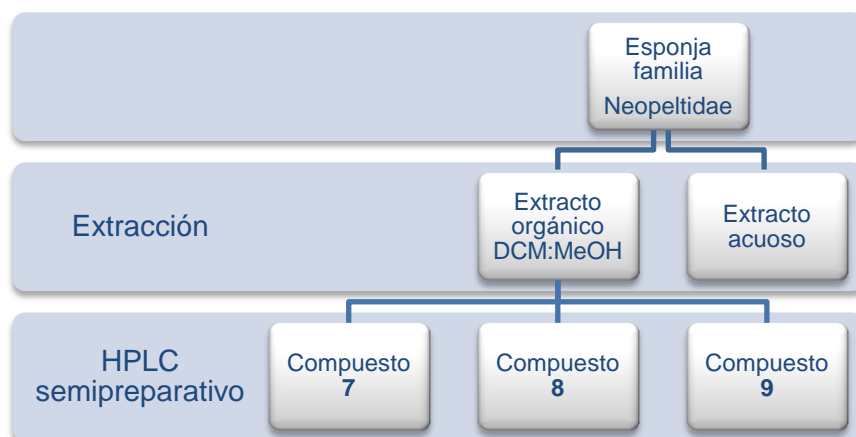 Esponja
familia
Neopeltidae
Extracción
Extracto
orgánico
DCM:MeOH
Extracto
acuoso
HPLC
semipreparativo
Compuesto
7
Compuesto
8
Compuesto
9